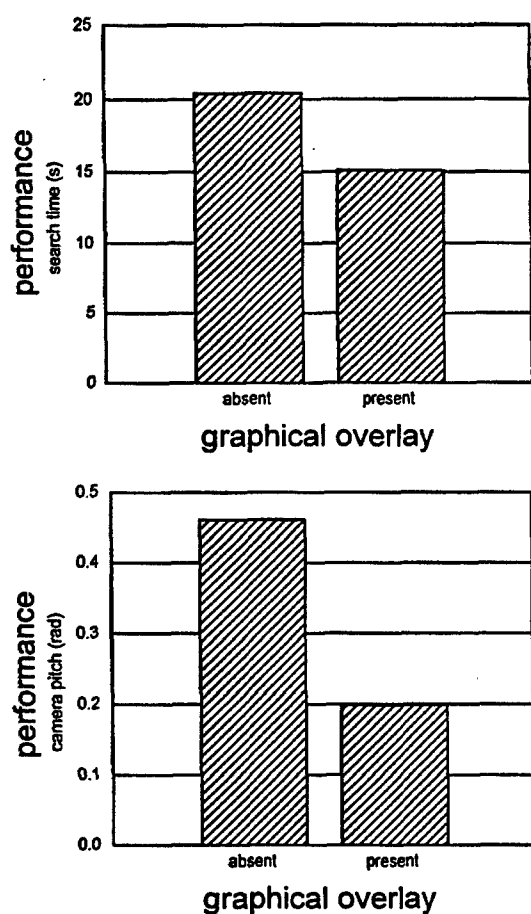 25
20
15
10
5
0
performance
search time (s)
absent present
graphical overlay
0.5
0.4
0.3
0.2
0.1
0.0
performance
camera pitch (rad)
absent present
graphical overlay